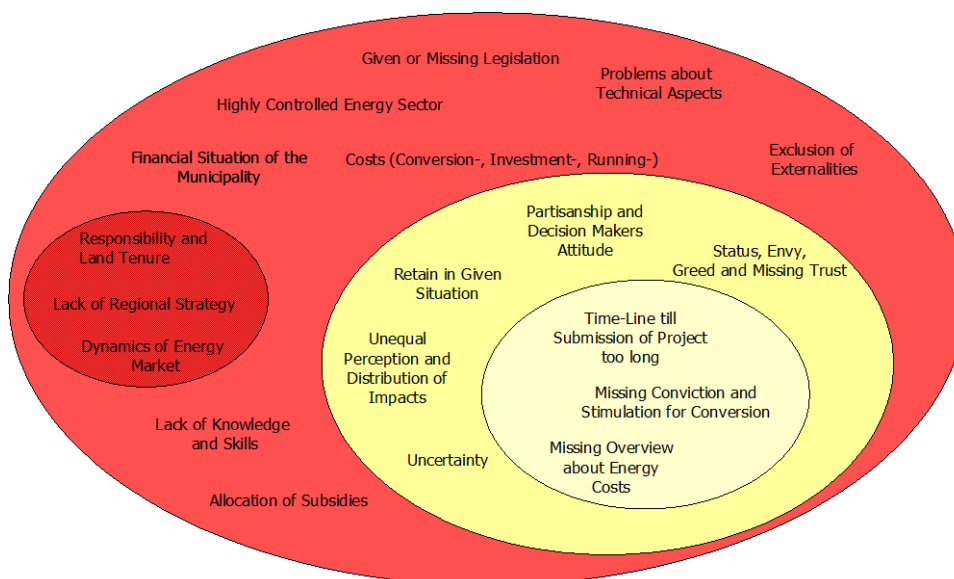 Given or Missing Legislation
Problems about
Technical Aspects
Highly Controlled Energy Sector
Financial Situation of the
Municipality
Costs (Conversion-, Investment-, Running-)
Exclusion of
Externalities
Partisanship and
Decision Makers
Attitude
Responsibility and
Land Tenure
Status, Envy,
Greed and Missing Trust
Retain in Given
Situation
Lack of Regional Strategy
Time-Line till
Submission of Project
too long
Dynamics of Energy
Market
Unequal
Perception and
Distribution of
Impacts
Missing Conviction and
Stimulation for Conversion
Lack of Knowledge
and Skills
Missing Overview
about Energy
Costs
Uncertainty
Allocation of Subsidies